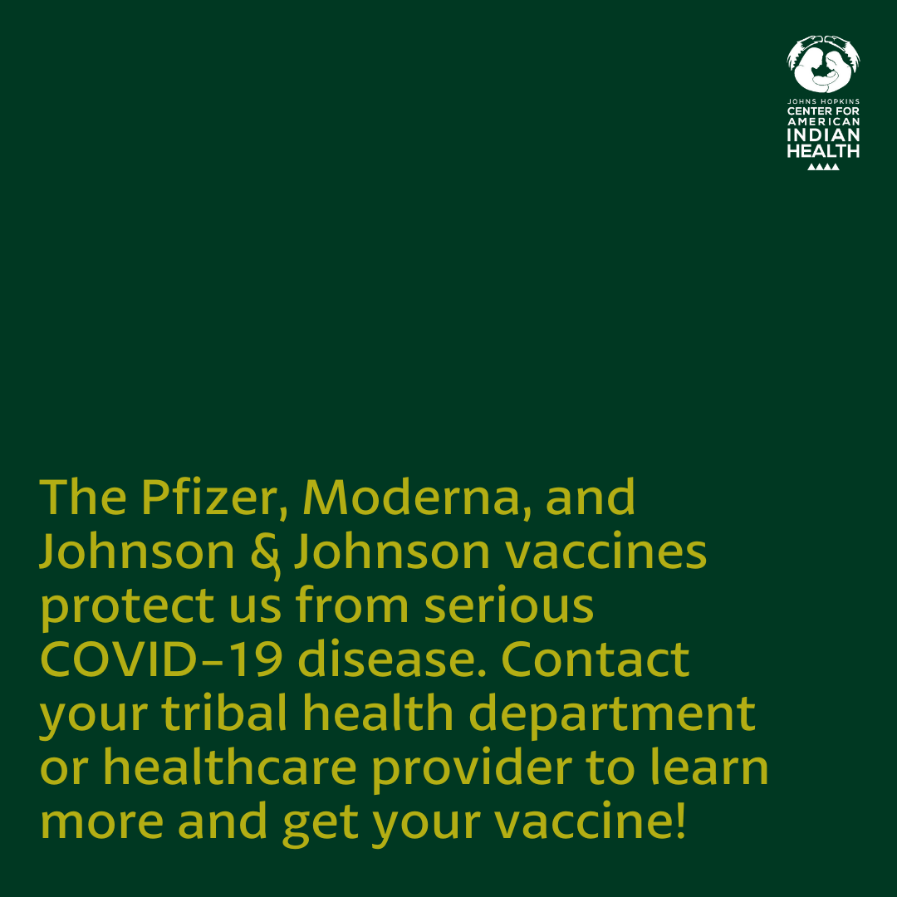 JOHNS HOPKINS
CENTER FOR
AMERICAN
INDIAN
HEALTH
The Pfizer, Moderna, and
Johnson & Johnson vaccines
protect us from serious
COVID-19 disease. Contact
your tribal health department
or healthcare provider to learn
more and get your vaccine!